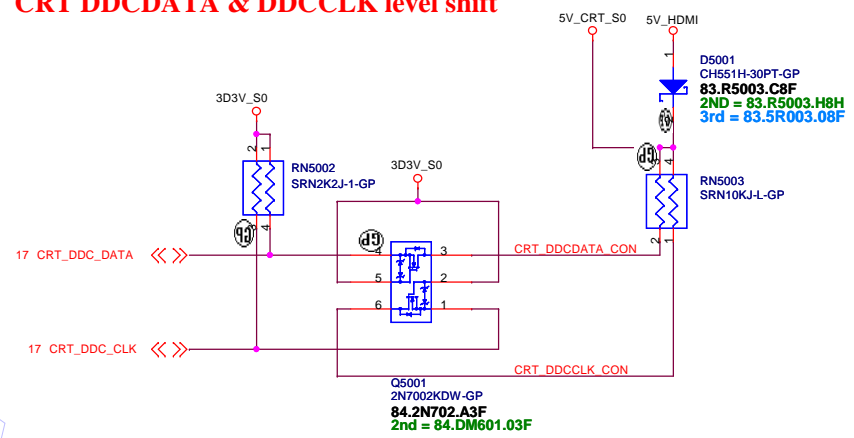 CRT DDCDATA & DDCCLK level shift
5V_CRT_S0
5V_HDMI
1
D5001
CH551H-30PT-GP
83.R5003.C8F
2ND = 83.R5003.H8H
3rd = 83.5R003.08F
GP
3D3V_S0
2 1
RN5002
SRN2K2J-1-GP
3 4
GP
3D3V_S0
GP
3 4
RN5003
SRN10KJ-L-GP
2 1
GP
17 CRT_DDC_DATA
4 3
CRT_DDCDATA_CON
5 2
6 1
17 CRT_DDC_CLK
CRT_DDCCLK_CON
Q5001
2N7002KDW-GP
84.2N702.A3F
2nd = 84.DM601.03F